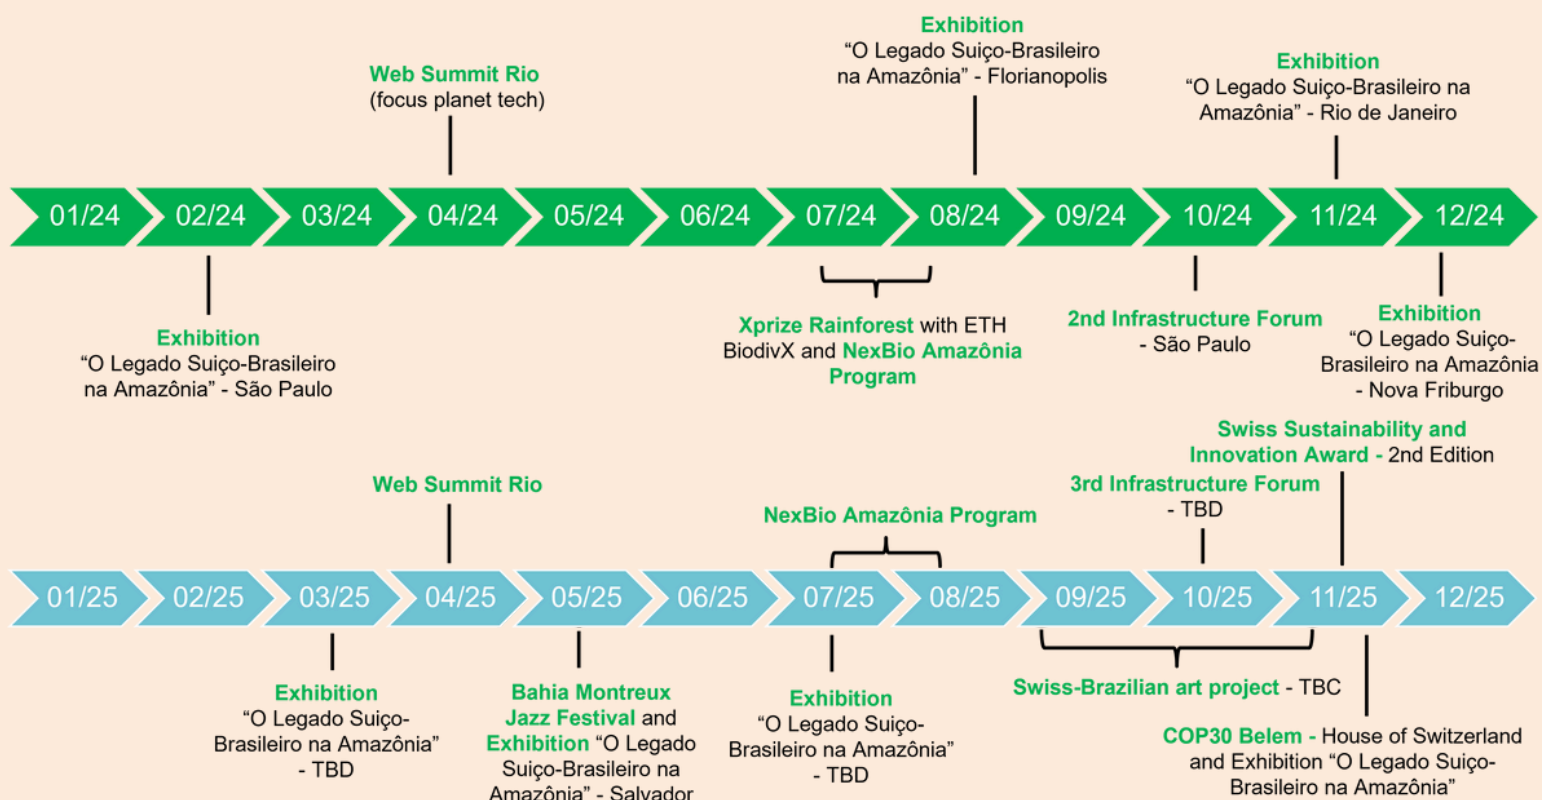 Exhibition
“O Legado Suiço-Brasileiro
na Amazônia” - Florianopolis
Web Summit Rio
(focus planet tech)
Exhibition
“O Legado Suiço-Brasileiro na
Amazônia” - Rio de Janeiro
01/24 02/24 03/24 04/24 05/24 06/24 07/24 08/24 09/24 10/24 11/24 12/24
Exhibition
“O Legado Suiço-Brasileiro
na Amazônia” - São Paulo
Xprize Rainforest with ETH
BiodivX and NexBio Amazônia
Program
2nd Infrastructure Forum
- São Paulo
Exhibition
“O Legado Suiço-
Brasileiro na Amazônia
- Nova Friburgo
Web Summit Rio
NexBio Amazônia Program
3rd Infrastructure Forum
- TBD
Swiss Sustainability and
Innovation Award - 2nd Edition
01/25 02/25 03/25 04/25 05/25 06/25 07/25 08/25 09/25 10/25 11/25 12/25
Exhibition
“O Legado Suiço-
Brasileiro na Amazônia”
- TBD
Bahia Montreux
Jazz Festival and
Exhibition “O Legado
Suiço-Brasileiro na
Amazônia” - Salvador
Exhibition
“O Legado Suiço-
Brasileiro na Amazônia”
- TBD
Swiss-Brazilian art project - TBC
COP30 Belem - House of Switzerland
and Exhibition “O Legado Suiço-
Brasileiro na Amazônia”